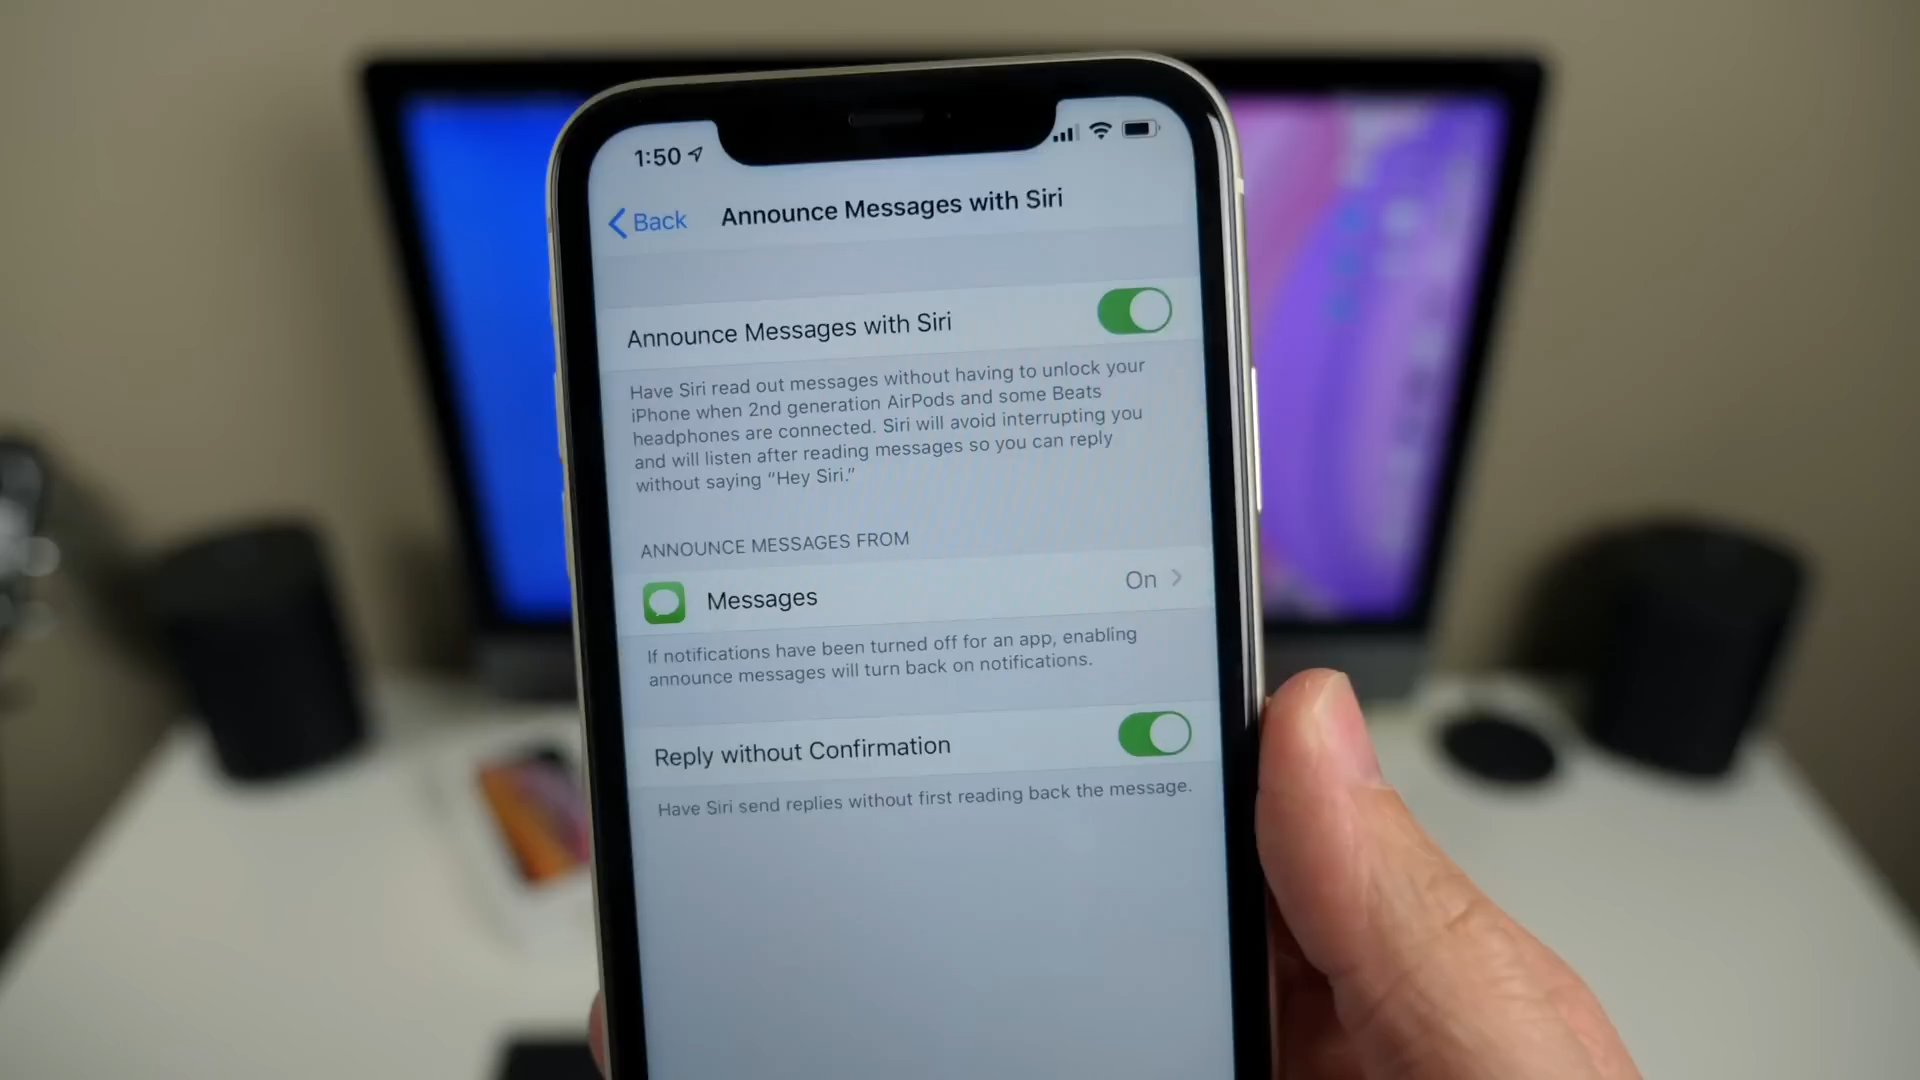 1:50
Back
Announce Messages with Siri
Announce Messages with Siri
Have Siri read out messages without having to unlock your
iPhone when 2nd generation AirPods and some Beats
headphones are connected. Siri will avoid interrupting you
and will listen after reading messages so you can reply
without saying “Hey Siri.”
ANNOUNCE MESSAGES FROM
Messages On
If notifications have been turned off for an app, enabling
announce messages will turn back on notifications.
Reply without Confirmation
Have Siri send replies without first reading back the message.